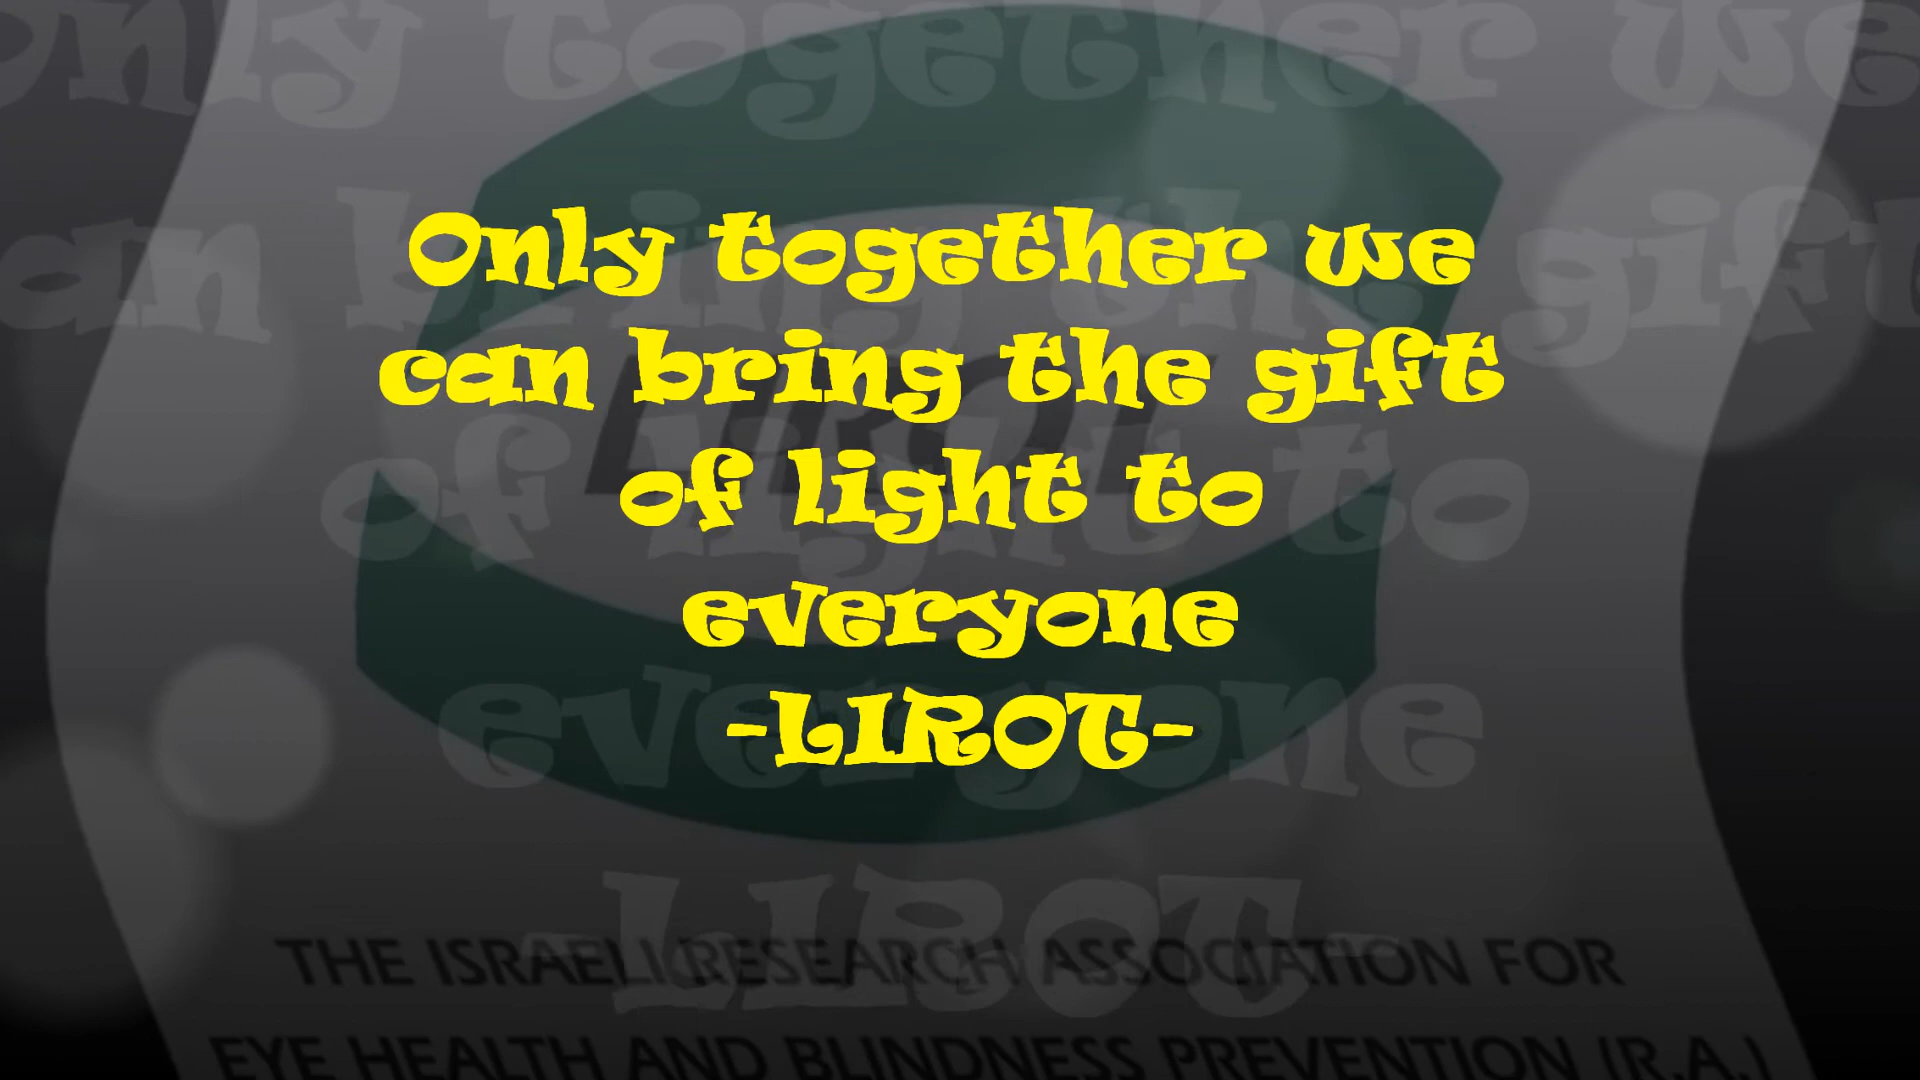 Only together we
can bring the gift
of light to
everyone
-LIROT-
LIROT
THE ISRAELI RESEARCH ASSOCIATION FOR
EYE HEALTH AND BLINDNESS PREVENTION (R.A.)